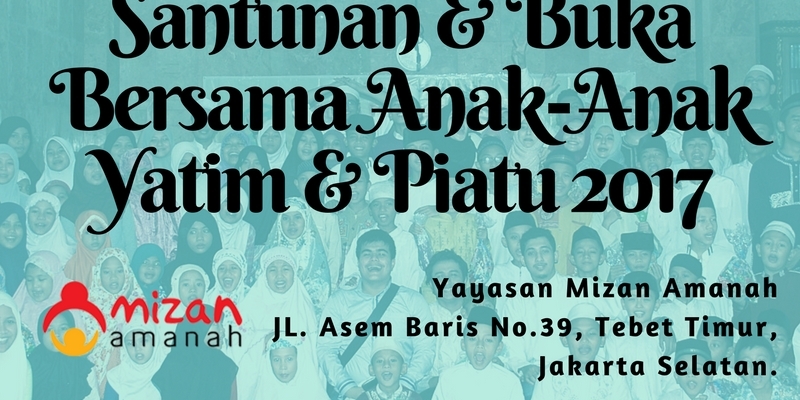 Santunan & Buka
Bersama Anak-Anak
Yatim & Piatu 2017
mizan
amanah
Yayasan Mizan Amanah
JL. Asem Baris No.39, Tebet Timur,
Jakarta Selatan.